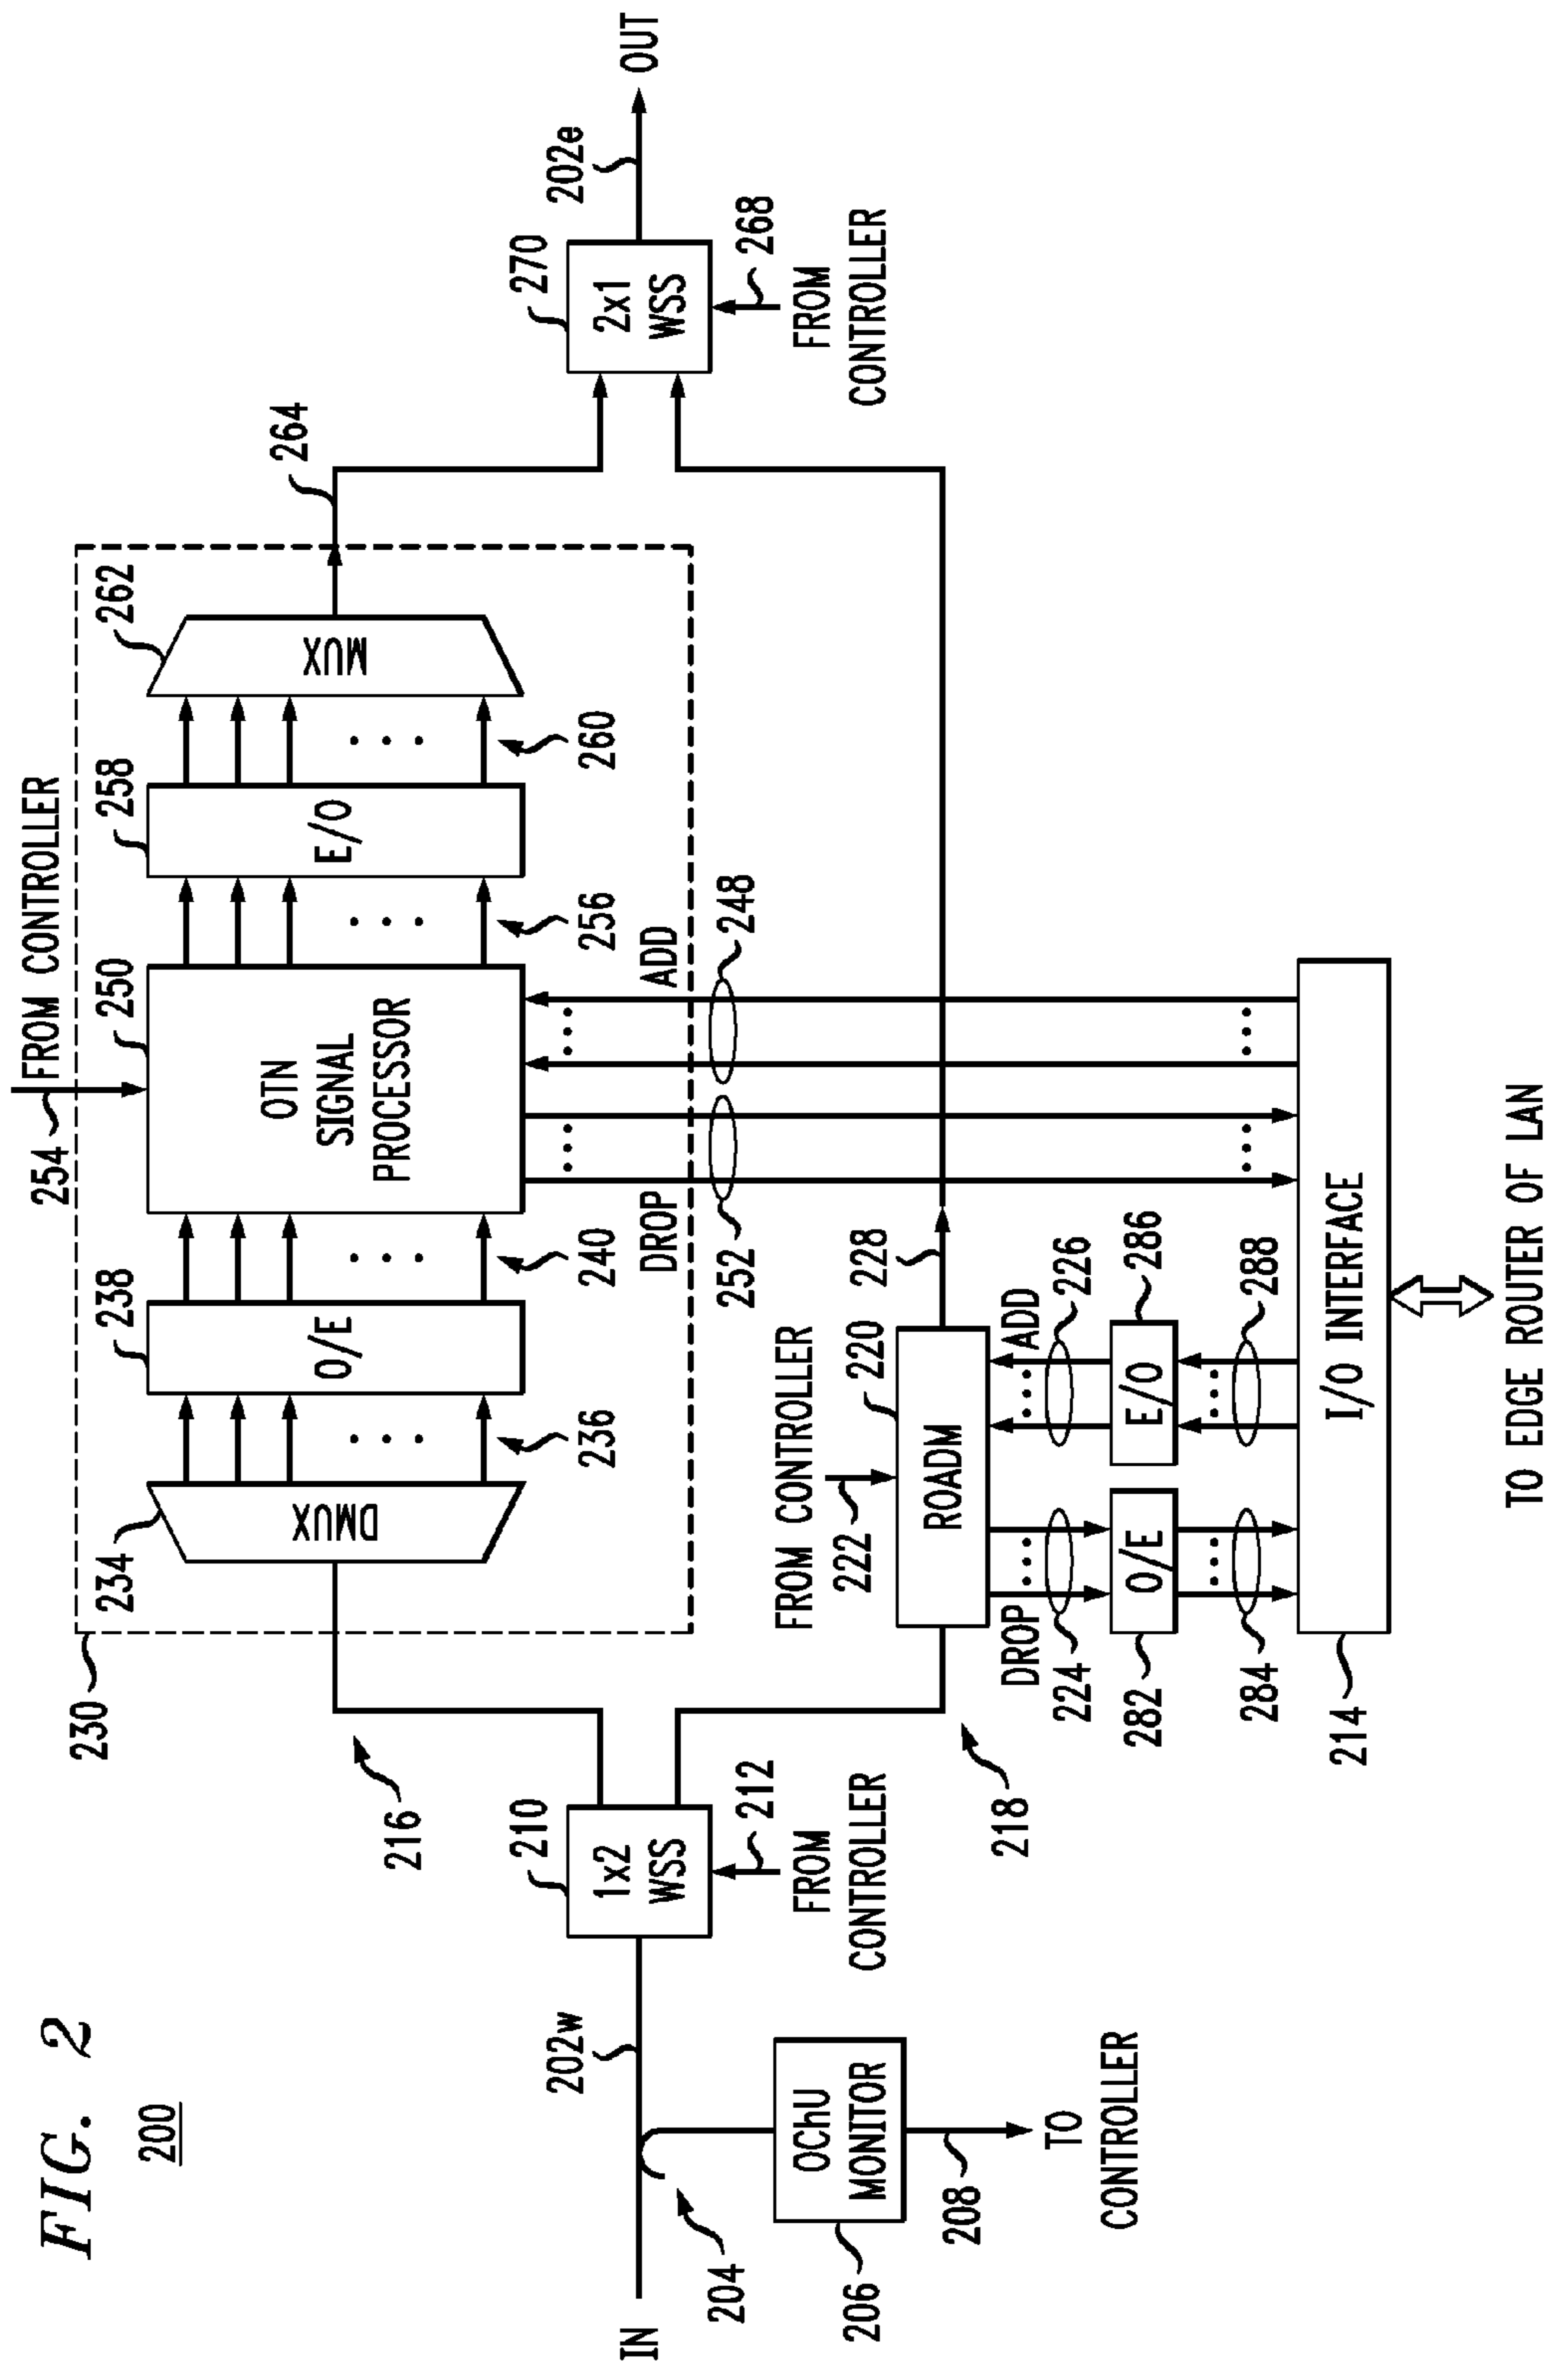 FIG. 2
200
FROM CONTROLLER
254
230
234
DMUX
236
238
O/E
240
250
OTN
SIGNAL
PROCESSOR
256
258
E/O
260
262
MUX
264
216
DROP
252
ADD
248
IN
202w
204
OChU
MONITOR
206
208
TO
CONTROLLER
210
1x2
WSS
212
FROM
CONTROLLER
218
270
2x1
WSS
268
FROM
CONTROLLER
202e
OUT
FROM CONTROLLER
222
220
ROADM
228
DROP
224
ADD
226
282
O/E
E/O
286
284
288
214
I/O INTERFACE
TO EDGE ROUTER OF LAN